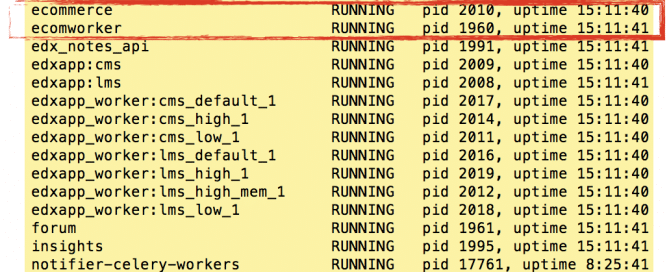 ecommerce RUNNING pid 2010, uptime 15:11:40
ecomworker RUNNING pid 1960, uptime 15:11:41
edx_notes_api RUNNING pid 1991, uptime 15:11:41
edxapp:cms RUNNING pid 2009, uptime 15:11:40
edxapp:lms RUNNING pid 2008, uptime 15:11:41
edxapp_worker:cms_default_1 RUNNING pid 2017, uptime 15:11:40
edxapp_worker:cms_high_1 RUNNING pid 2014, uptime 15:11:40
edxapp_worker:cms_low_1 RUNNING pid 2011, uptime 15:11:40
edxapp_worker:lms_default_1 RUNNING pid 2016, uptime 15:11:40
edxapp_worker:lms_high_1 RUNNING pid 2019, uptime 15:11:40
edxapp_worker:lms_high_mem_1 RUNNING pid 2012, uptime 15:11:40
edxapp_worker:lms_low_1 RUNNING pid 2018, uptime 15:11:40
forum RUNNING pid 1961, uptime 15:11:41
insights RUNNING pid 1995, uptime 15:11:41
notifier-celery-workers RUNNING pid 17761, uptime 8:25:41